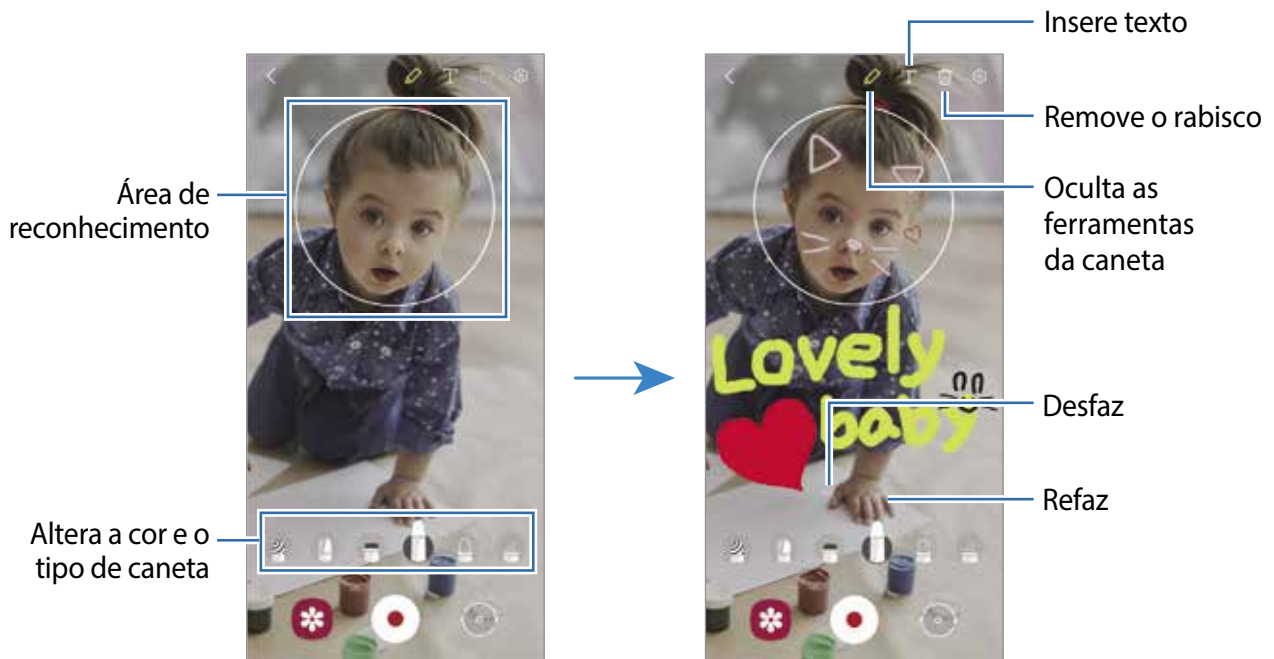 Insere texto
Remove o rabisco
Área de
reconhecimento
Oculta as
ferramentas
da caneta
Lovely
baby
Desfaz
Refaz
Altera a cor e o
tipo de caneta